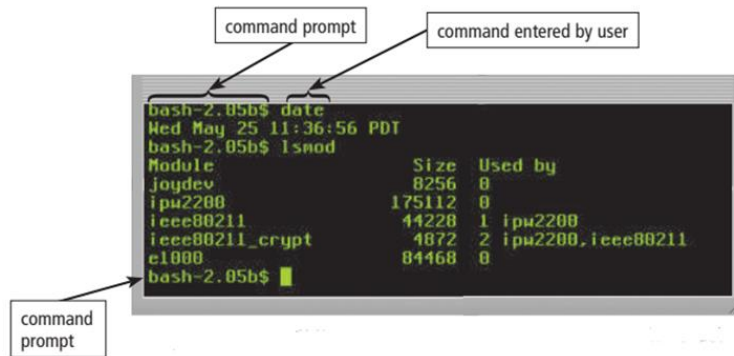 command prompt
command entered by user
bash-2.05b$ date
Wed May 25 11:36:56 PDT
bash-2.05b$ lsmod
Module Size Used by
joydev 8256 0
ipw2200 175112 0
ieee80211 44228 1 ipw2200
ieee80211_crypt 4872 2 ipw2200,ieee80211
e1000 84468 0
bash-2.05b$
command
prompt